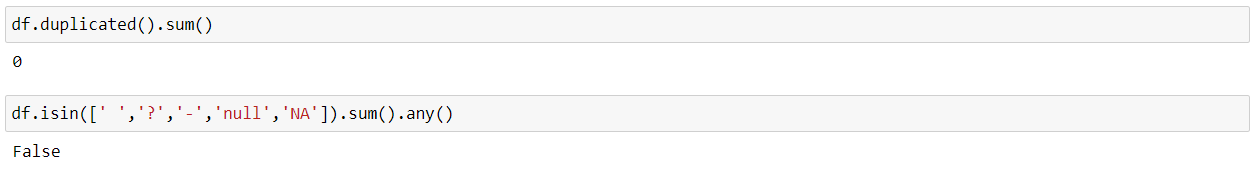 df.duplicated().sum()
0
df.isin([' ','?','-','null','NA']).sum().any()
False